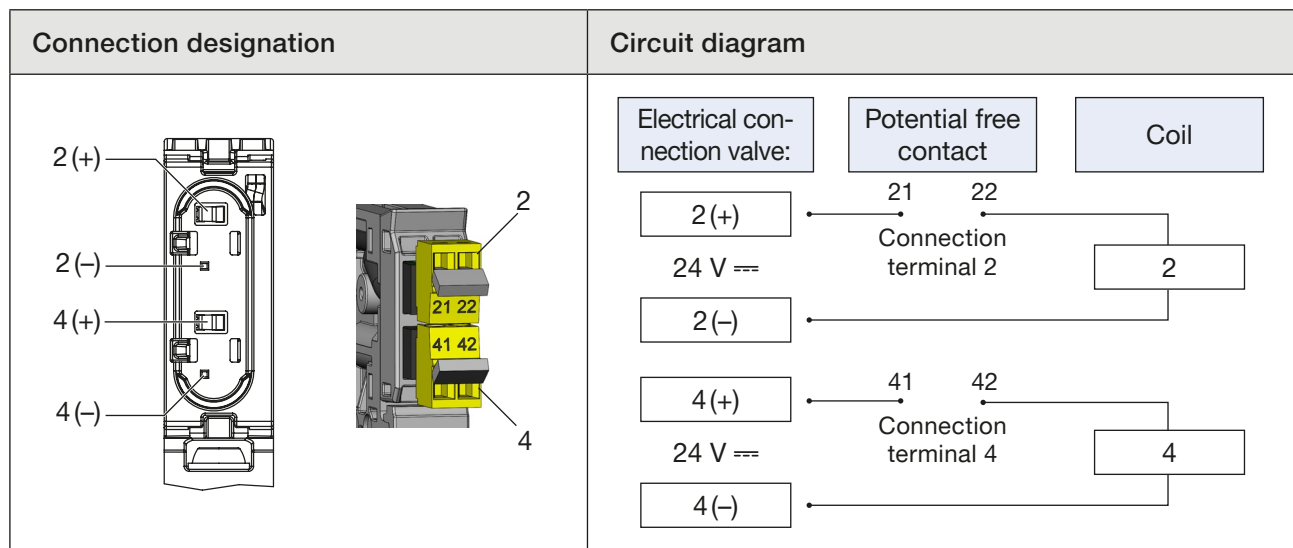 Connection designation
Circuit diagram
2 (+)
2 (–)
4 (+)
4 (–)
2
21 22
41 42
4
Electrical con-
nection valve:
Potential free
contact
Coil
2 (+)
24 V ⎓
2 (–)
21 22
Connection
terminal 2
2
4 (+)
24 V ⎓
4 (–)
41 42
Connection
terminal 4
4